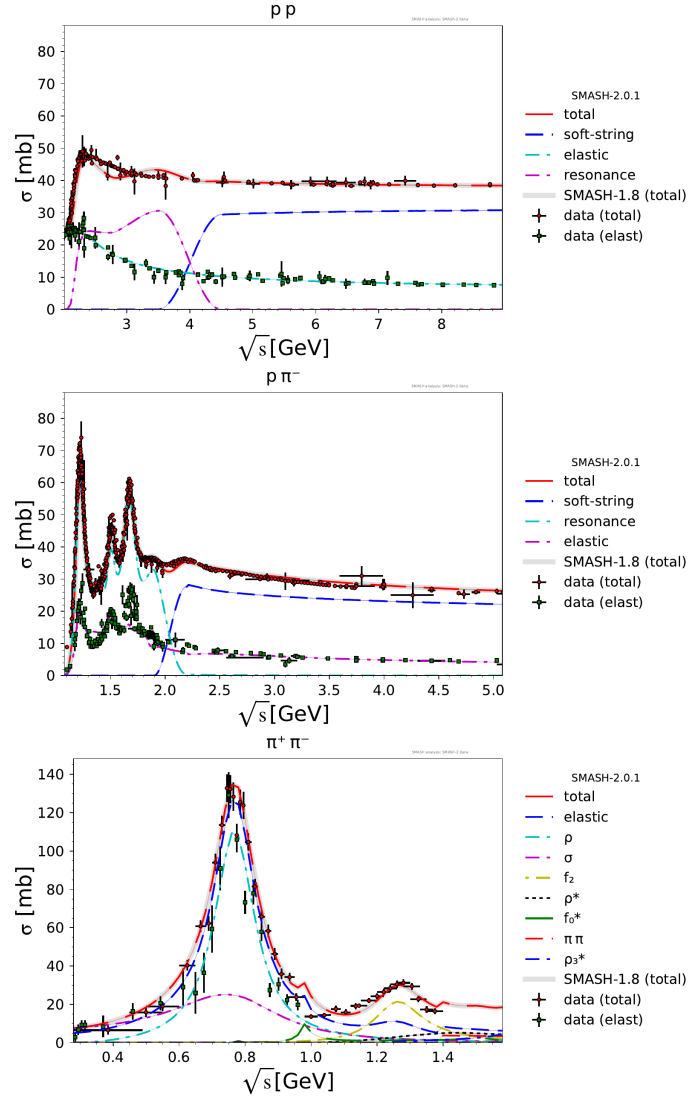 p p
SMASH analysis: SMASH-2.0ana
80
70
60
50
40
30
20
10
0
σ [mb]
3 4 5 6 7 8
√s[GeV]
SMASH-2.0.1
total
soft-string
elastic
resonance
SMASH-1.8 (total)
data (total)
data (elast)
p π⁻
80
70
60
50
40
30
20
10
0
σ [mb]
1.5 2.0 2.5 3.0 3.5 4.0 4.5 5.0
√s[GeV]
SMASH-2.0.1
total
soft-string
resonance
elastic
SMASH-1.8 (total)
data (total)
data (elast)
π⁺ π⁻
140
120
100
80
60
40
20
0
σ [mb]
0.4 0.6 0.8 1.0 1.2 1.4
√s[GeV]
SMASH-2.0.1
total
elastic
ρ
σ
f₂
ρ*
f₀*
π π
ρ₃*
SMASH-1.8 (total)
data (total)
data (elast)